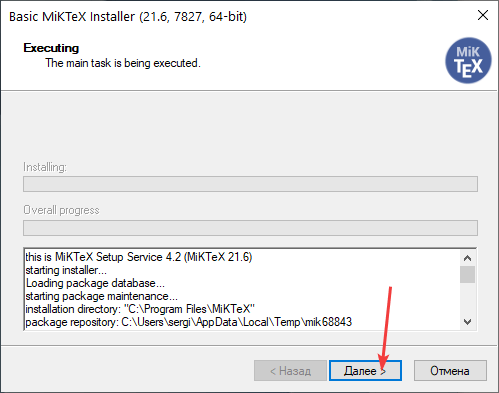 Basic MiKTeX Installer (21.6, 7827, 64-bit)
Executing
The main task is being executed.
MiK
TEX
Installing:
Overall progress
this is MiKTeX Setup Service 4.2 (MiKTeX 21.6)
starting installer...
Loading package database...
starting package maintenance...
installation directory: "C:\Program Files\MiKTeX"
package repository: C:\Users\sergi\AppData\Local\Temp\mik68843
< Назад
Далее >
Отмена